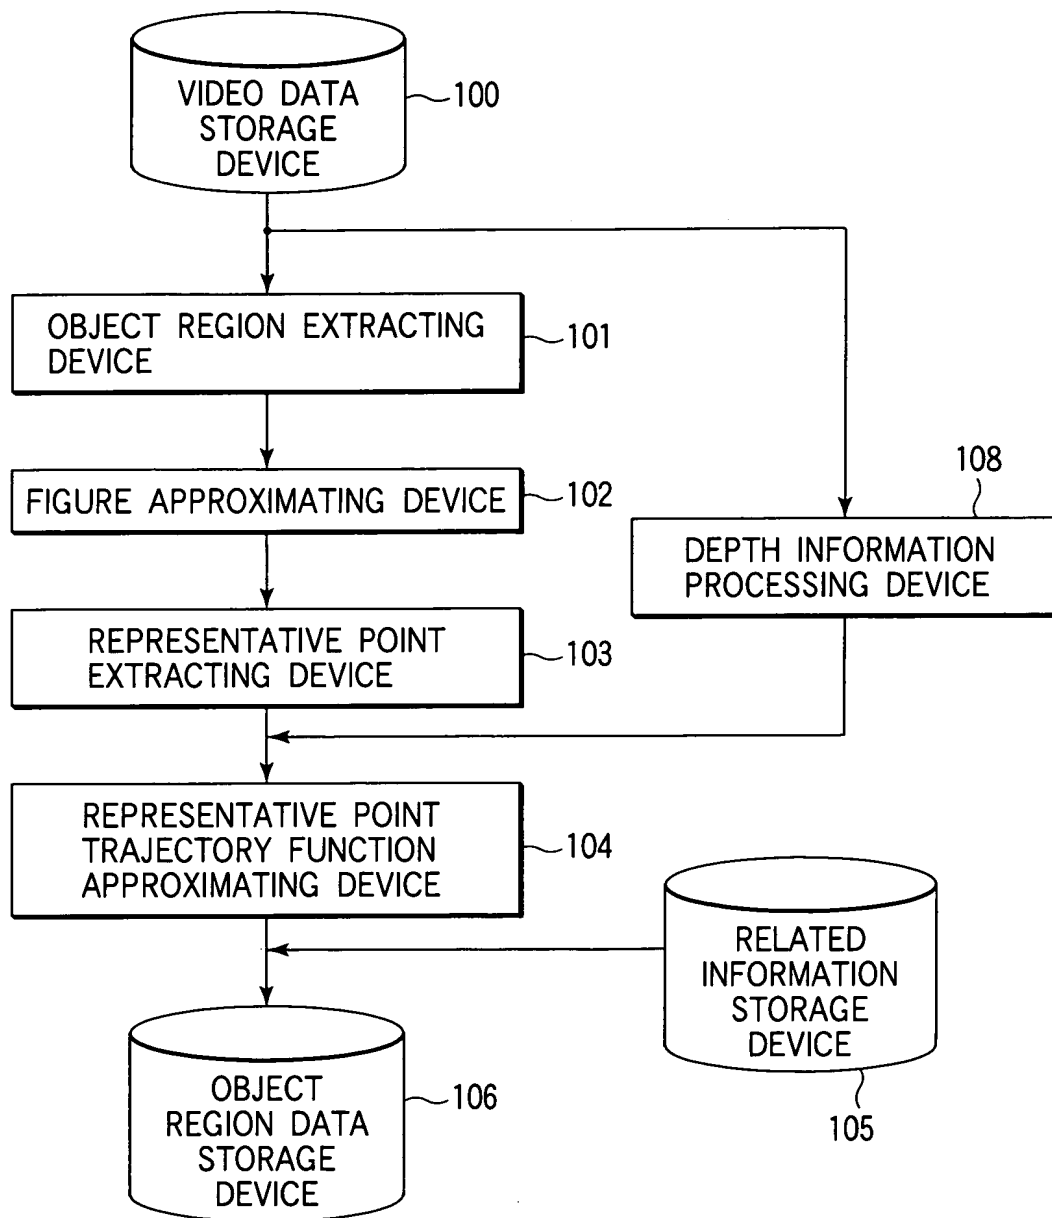 VIDEO DATA
STORAGE
DEVICE
100
OBJECT REGION EXTRACTING
DEVICE
101
FIGURE APPROXIMATING DEVICE
102
108
DEPTH INFORMATION
PROCESSING DEVICE
REPRESENTATIVE POINT
EXTRACTING DEVICE
103
REPRESENTATIVE POINT
TRAJECTORY FUNCTION
APPROXIMATING DEVICE
104
RELATED
INFORMATION
STORAGE
DEVICE
105
OBJECT
REGION DATA
STORAGE
DEVICE
106